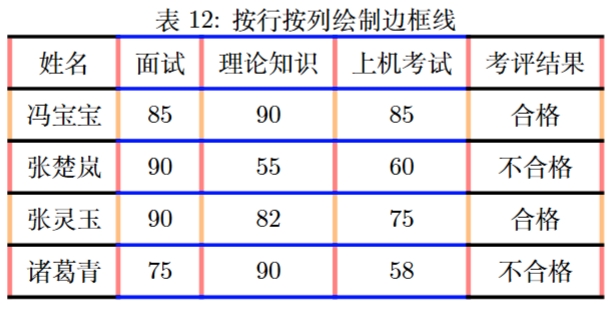 表 12: 按行按列绘制边框线
姓名 面试 理论知识 上机考试 考评结果
冯宝宝 85 90 85 合格
张楚岚 90 55 60 不合格
张灵玉 90 82 75 合格
诸葛青 75 90 58 不合格